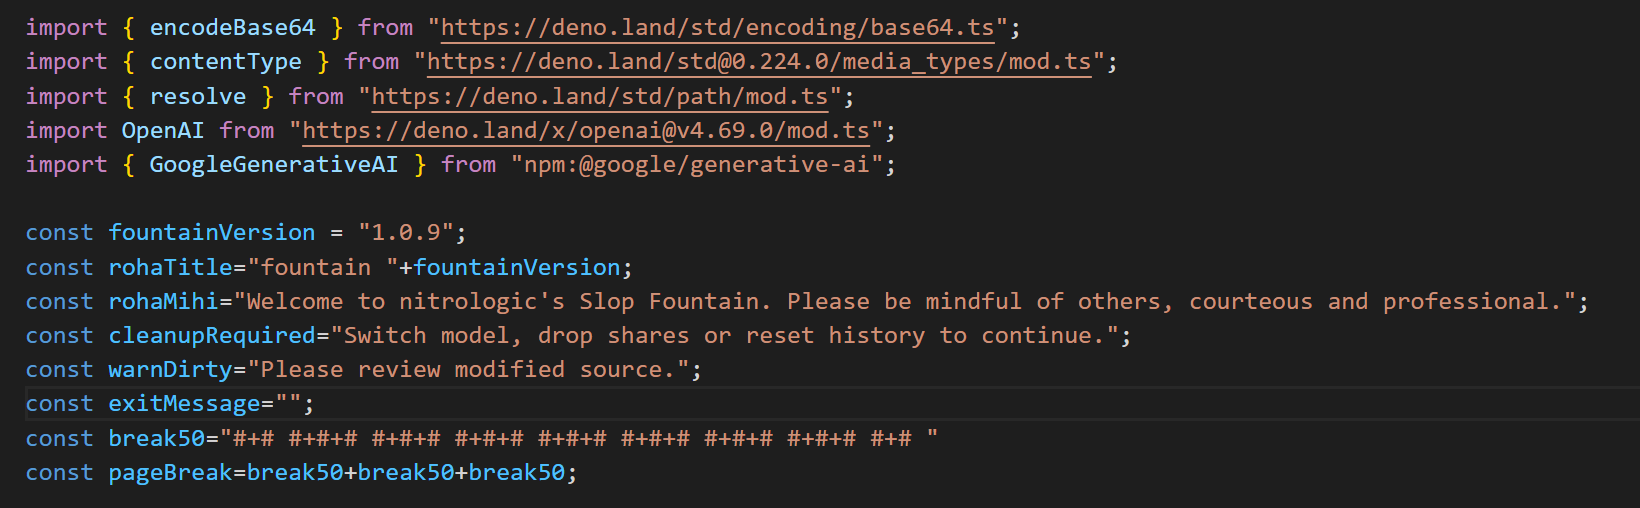 import { encodeBase64 } from "https://deno.land/std/encoding/base64.ts";
import { contentType } from "https://deno.land/std@0.224.0/media_types/mod.ts";
import { resolve } from "https://deno.land/std/path/mod.ts";
import OpenAI from "https://deno.land/x/openai@v4.69.0/mod.ts";
import { GoogleGenerativeAI } from "npm:@google/generative-ai";

const fountainVersion = "1.0.9";
const rohaTitle="fountain "+fountainVersion;
const rohaMihi="Welcome to nitrologic's Slop Fountain. Please be mindful of others, courteous and professional.";
const cleanupRequired="Switch model, drop shares or reset history to continue.";
const warnDirty="Please review modified source.";
const exitMessage="";
const break50="#+# #+#+# #+#+# #+#+# #+#+# #+#+# #+#+# #+#+# #+# "
const pageBreak=break50+break50+break50;